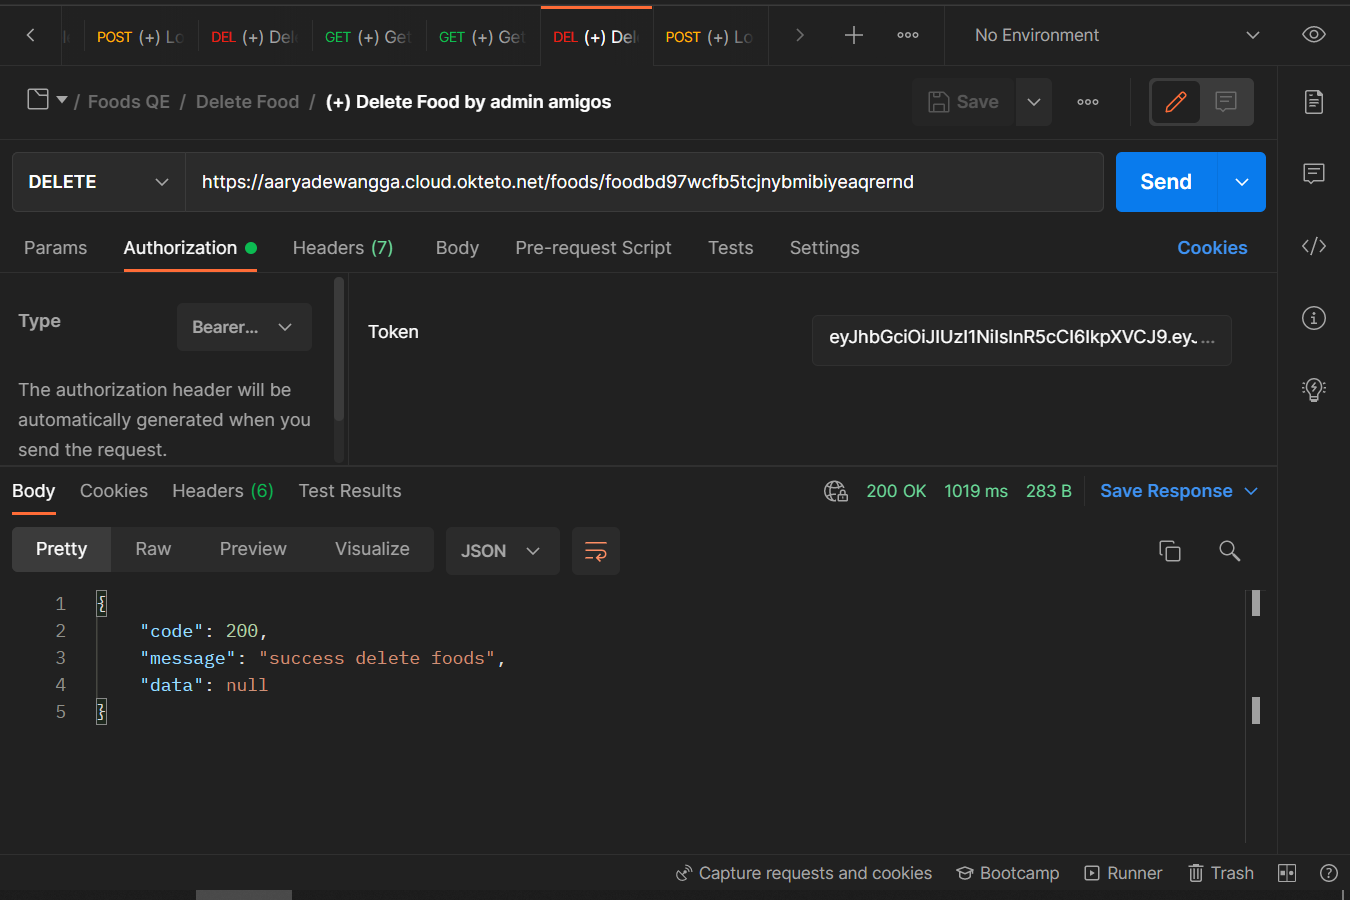 POST (+) Lo DEL (+) Del GET (+) Get GET (+) Get DEL (+) Del POST (+) Lo No Environment
/ Foods QE / Delete Food / (+) Delete Food by admin amigos Save
DELETE https://aaryadewangga.cloud.okteto.net/foods/foodbd97wcfb5tcjnybmibiyeaqrernd Send
Params Authorization Headers (7) Body Pre-request Script Tests Settings Cookies
Type Bearer... Token eyJhbGciOiJIUzI1NiIsInR5cCI6IkpXVCJ9.eyJ...
The authorization header will be
automatically generated when you
send the request.
Body Cookies Headers (6) Test Results 200 OK 1019 ms 283 B Save Response
Pretty Raw Preview Visualize JSON
1 {
2 "code": 200,
3 "message": "success delete foods",
4 "data": null
5 }
Capture requests and cookies Bootcamp Runner Trash